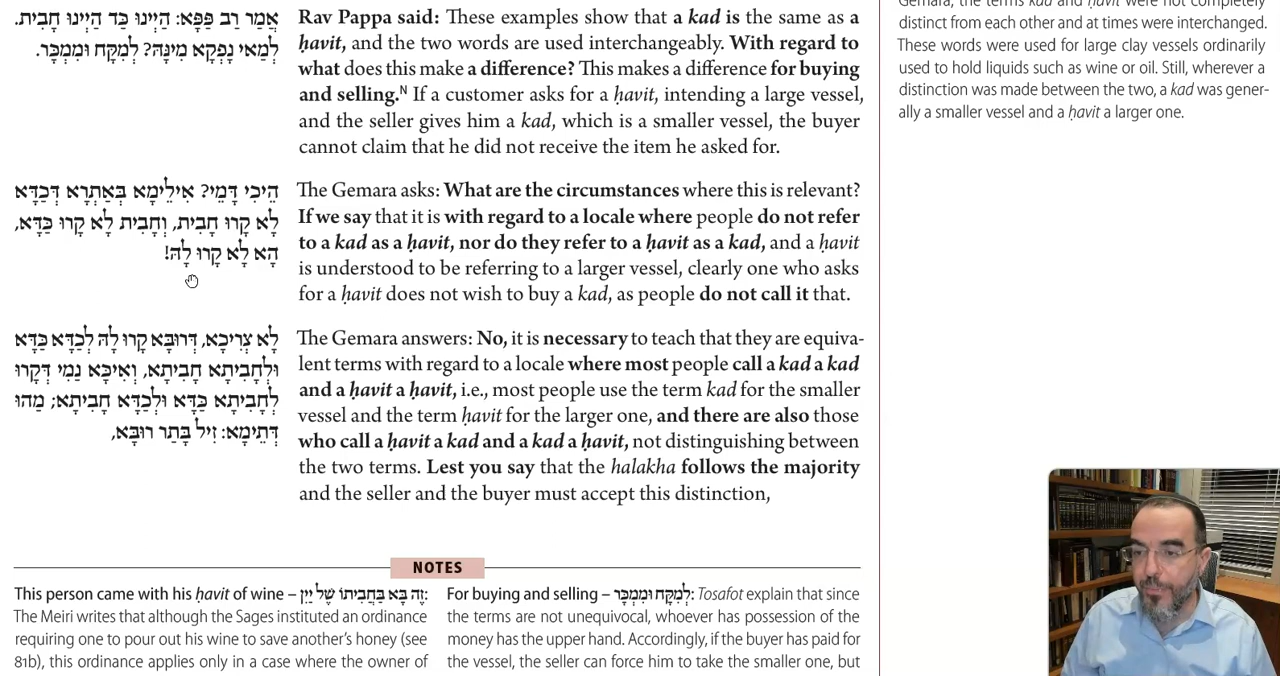 אֲמַר רַב פַּפָּא: הַיְינוּ כַּד הַיְינוּ חָבִית.
לְמַאי נָפְקָא מִינַּהּ? לְמִקָּח וּמִמְכָּר.
הֵיכִי דָּמֵי? אִילֵימָא בְּאַתְרָא דְּכַדָּא
לָא קָרוּ חָבִית, וְחָבִית לָא קָרוּ כַּדָּא,
הָא לָא קָרוּ לַהּ!
לָא צְרִיכָא, דְּרוּבָּא קָרוּ לַהּ לְכַדָּא כַּדָּא
וּלְחָבִיתָא חָבִיתָא, וְאִיכָּא נַמֵי דְּקָרוּ
לְחָבִיתָא כַּדָּא וּלְכַדָּא חָבִיתָא; מַהוּ
דְּתֵימָא: זִיל בָּתַר רוּבָּא,
Rav Pappa said: These examples show that a kad is the same as a
ḥavit, and the two words are used interchangeably. With regard to
what does this make a difference? This makes a difference for buying
and selling.ᴺ If a customer asks for a ḥavit, intending a large vessel,
and the seller gives him a kad, which is a smaller vessel, the buyer
cannot claim that he did not receive the item he asked for.
The Gemara asks: What are the circumstances where this is relevant?
If we say that it is with regard to a locale where people do not refer
to a kad as a ḥavit, nor do they refer to a ḥavit as a kad, and a ḥavit
is understood to be referring to a larger vessel, clearly one who asks
for a ḥavit does not wish to buy a kad, as people do not call it that.
The Gemara answers: No, it is necessary to teach that they are equiva-
lent terms with regard to a locale where most people call a kad a kad
and a ḥavit a ḥavit, i.e., most people use the term kad for the smaller
vessel and the term ḥavit for the larger one, and there are also those
who call a ḥavit a kad and a kad a ḥavit, not distinguishing between
the two terms. Lest you say that the halakha follows the majority
and the seller and the buyer must accept this distinction,
Gemara, the terms kad and ḥavit were not completely
distinct from each other and at times were interchanged.
These words were used for large clay vessels ordinarily
used to hold liquids such as wine or oil. Still, wherever a
distinction was made between the two, a kad was gener-
ally a smaller vessel and a ḥavit a larger one.
NOTES
This person came with his ḥavit of wine – זֶה בָּא בַּחֲבִיתוֹ שֶׁל יַיִן:
The Meiri writes that although the Sages instituted an ordinance
requiring one to pour out his wine to save another's honey (see
81b), this ordinance applies only in a case where the owner of
For buying and selling – לְמִקָּח וּמִמְכָּר: Tosafot explain that since
the terms are not unequivocal, whoever has possession of the
money has the upper hand. Accordingly, if the buyer has paid for
the vessel, the seller can force him to take the smaller one, but